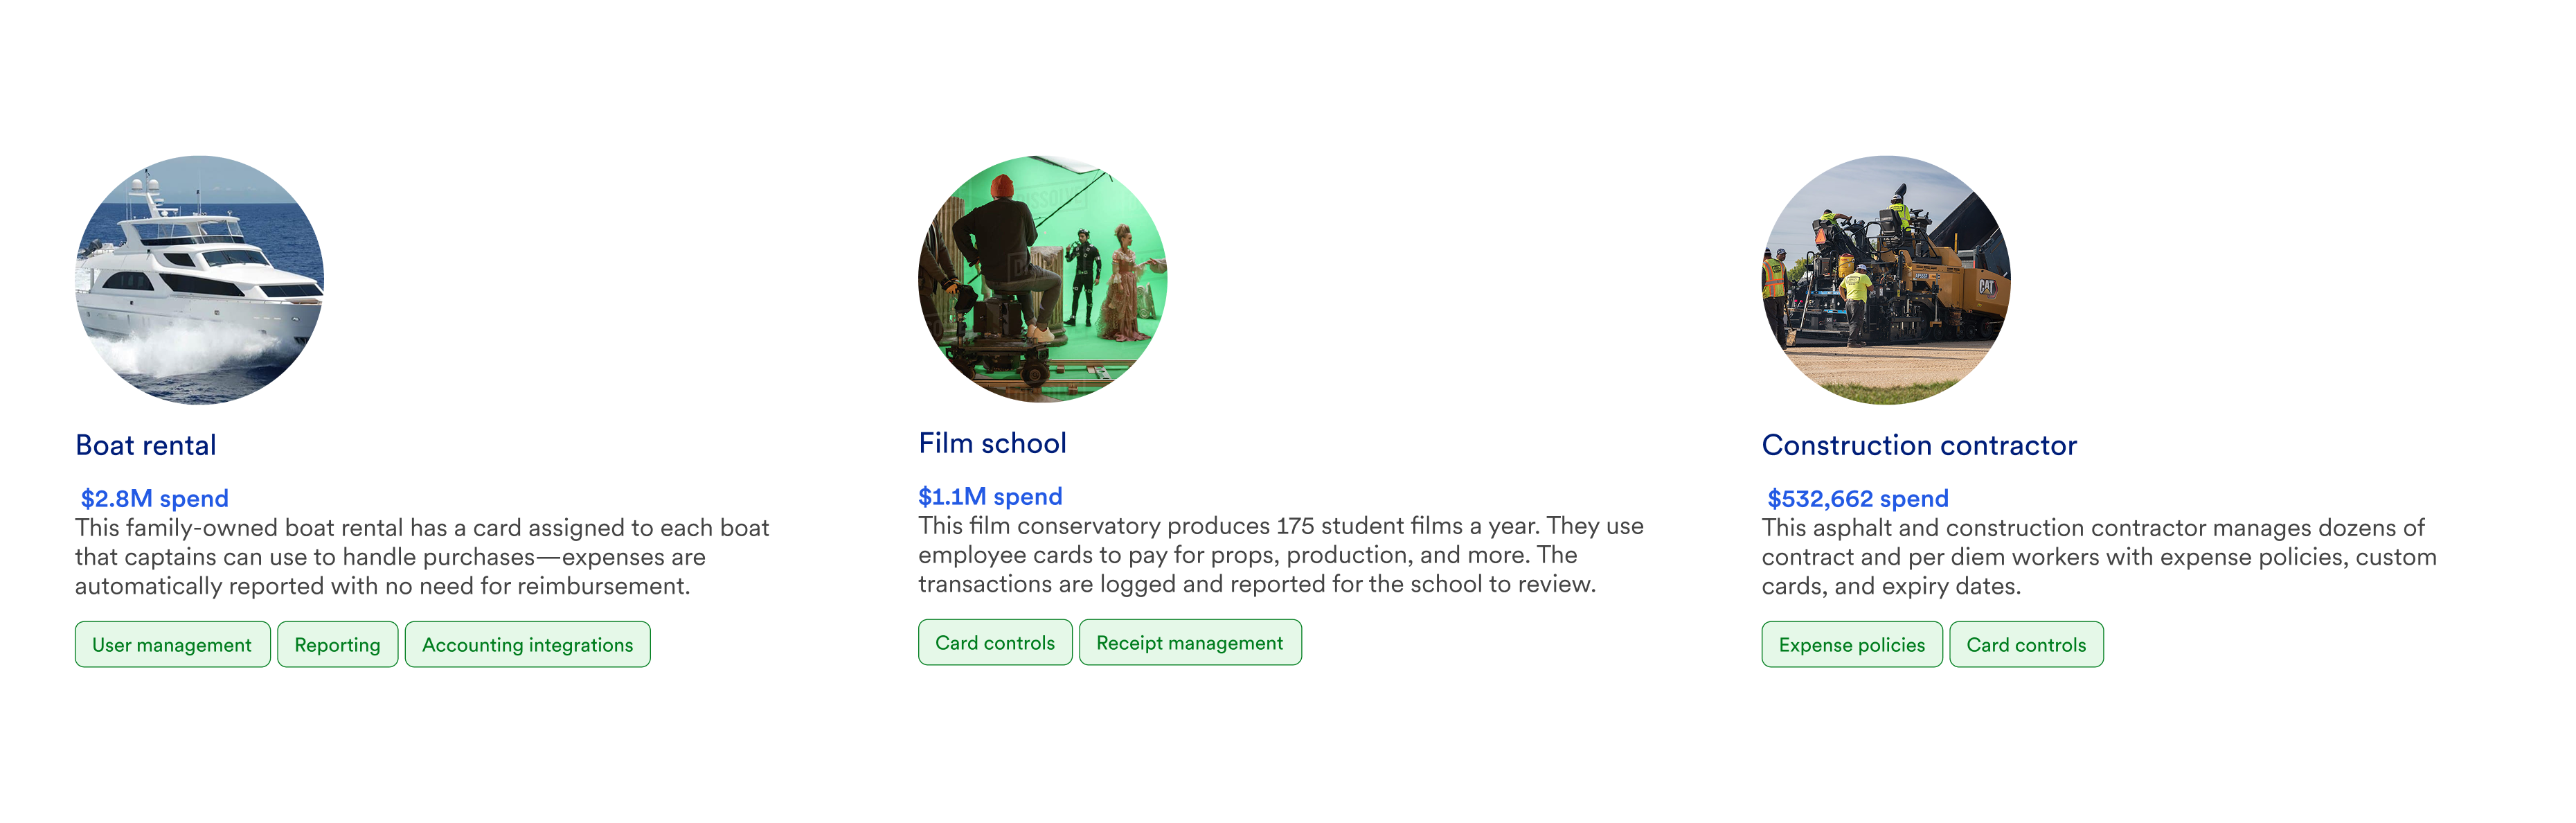 Boat rental
$2.8M spend
This family-owned boat rental has a card assigned to each boat
that captains can use to handle purchases—expenses are
automatically reported with no need for reimbursement.
User management
Reporting
Accounting integrations
Film school
$1.1M spend
This film conservatory produces 175 student films a year. They use
employee cards to pay for props, production, and more. The
transactions are logged and reported for the school to review.
Card controls
Receipt management
CAT
Construction contractor
$532,662 spend
This asphalt and construction contractor manages dozens of
contract and per diem workers with expense policies, custom
cards, and expiry dates.
Expense policies
Card controls